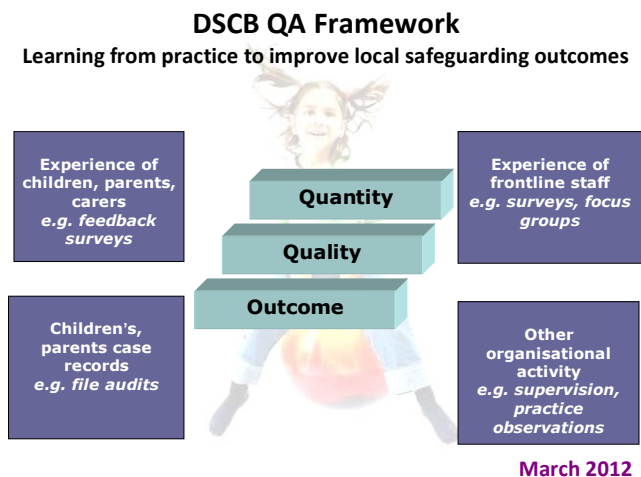 DSCB QA Framework
Learning from practice to improve local safeguarding outcomes
Experience of
children, parents,
carers
e.g. feedback
surveys
Experience of
frontline staff
e.g. surveys, focus
groups
Quantity
Quality
Outcome
Children's,
parents case
records
e.g. file audits
Other
organisational
activity
e.g. supervision,
practice
observations
March 2012